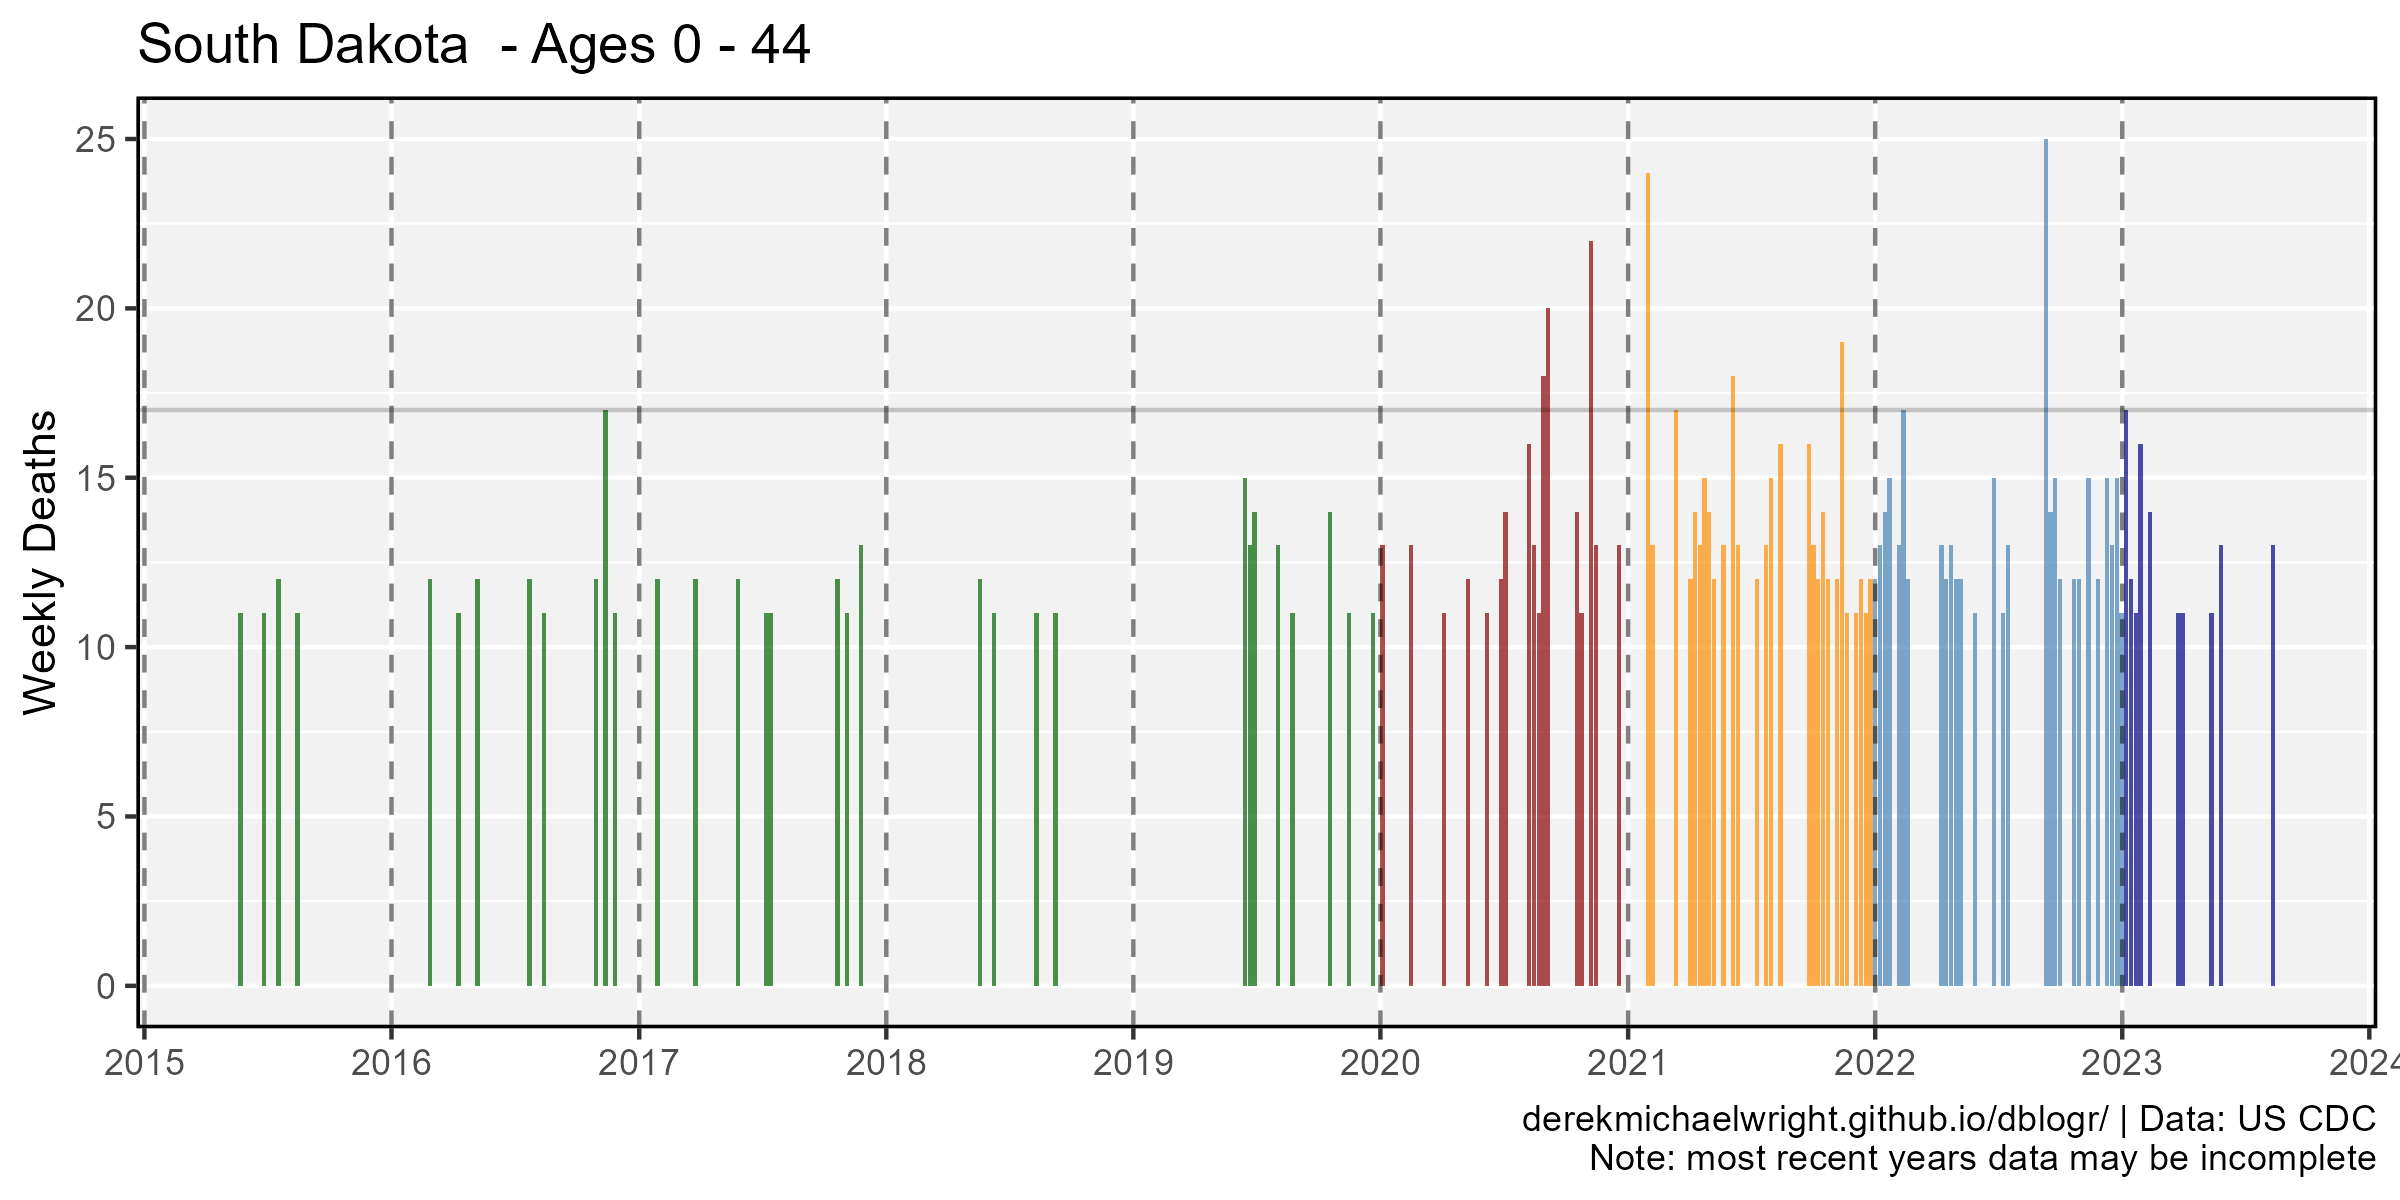 South Dakota  - Ages 0 - 44
Weekly Deaths
25
20
15
10
5
0
2015 2016 2017 2018 2019 2020 2021 2022 2023 2024
derekmichaelwright.github.io/dblogr/ | Data: US CDC
Note: most recent years data may be incomplete